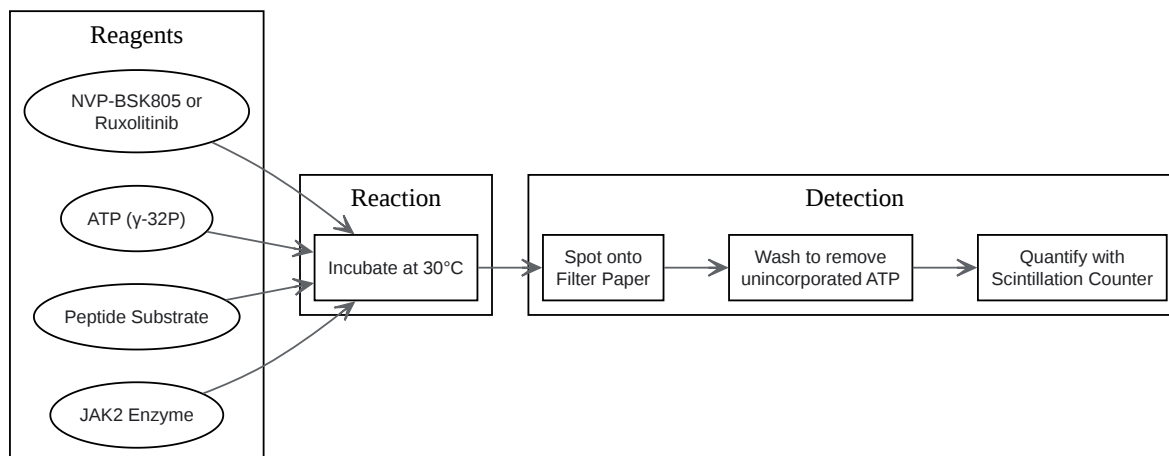 Reagents
NVP-BSK805 or
Ruxolitinib
ATP (γ-32P)
Peptide Substrate
JAK2 Enzyme
Reaction
Incubate at 30°C
Detection
Spot onto
Filter Paper
Wash to remove
unincorporated ATP
Quantify with
Scintillation Counter